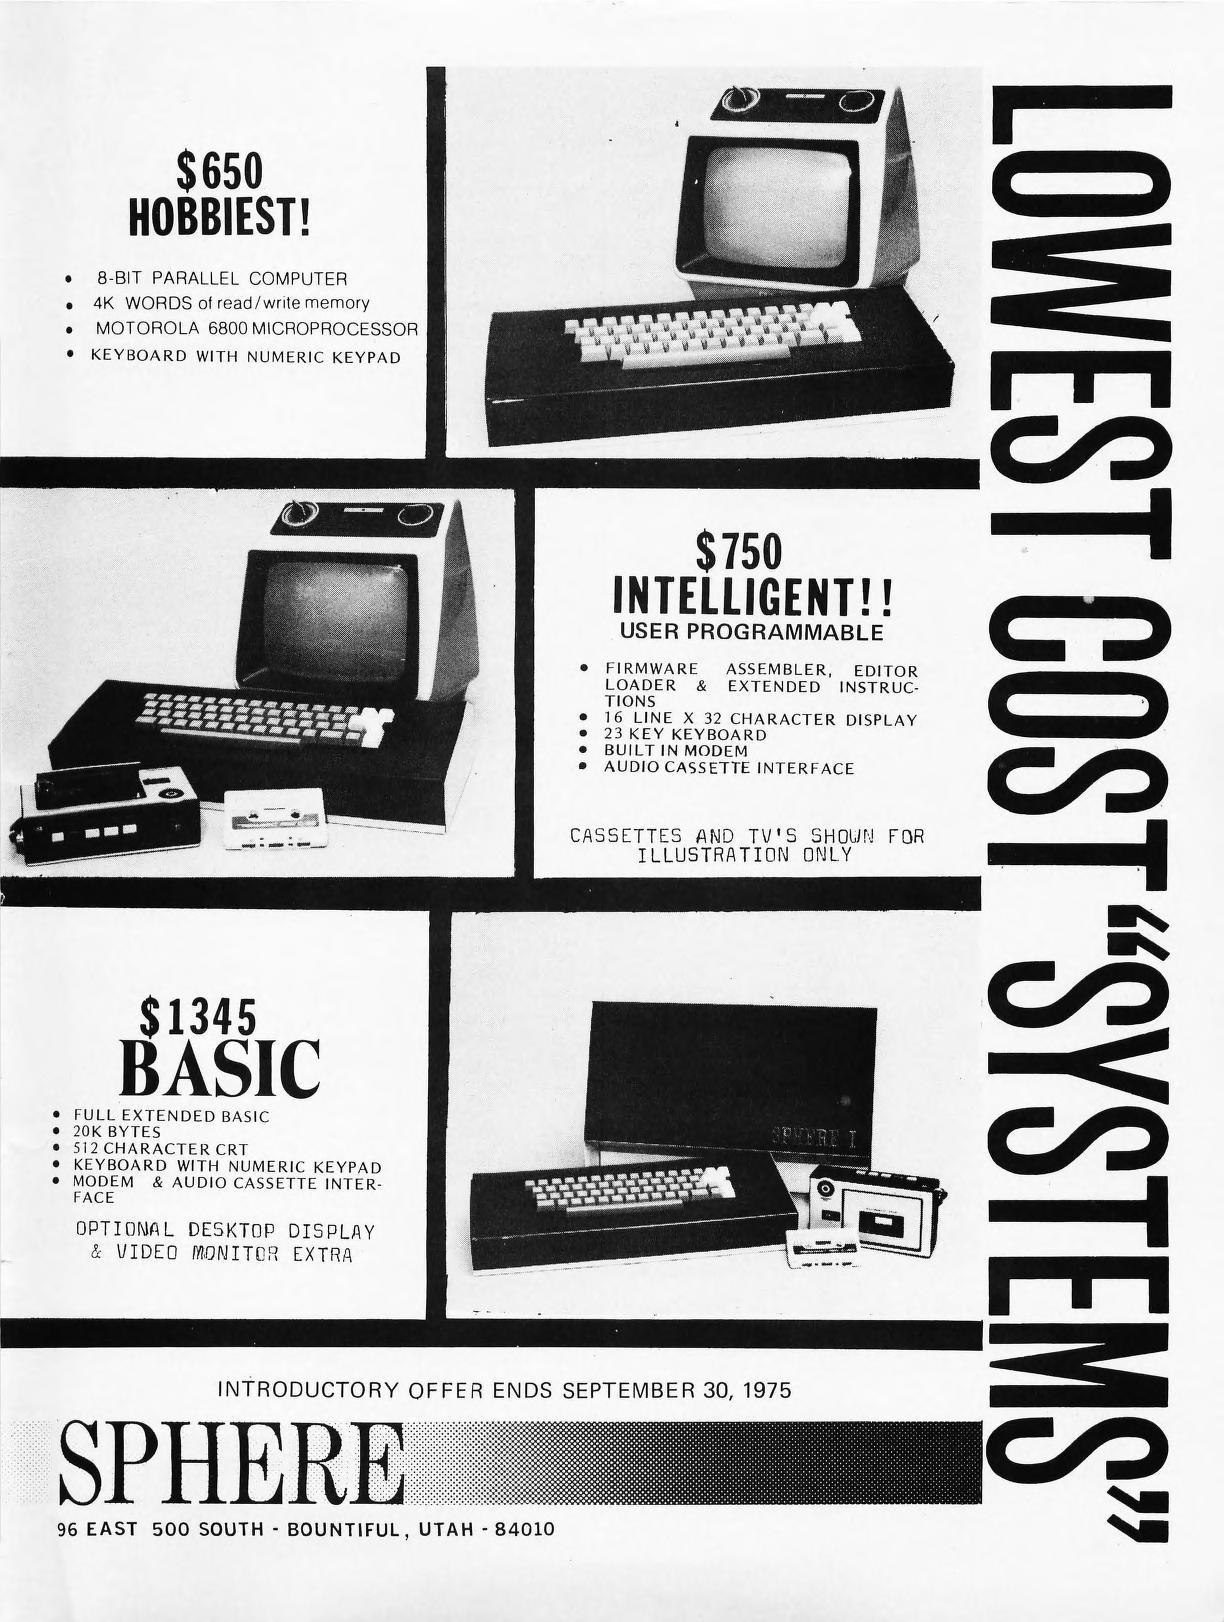 $650
HOBBIEST!
• 8-BIT PARALLEL COMPUTER
• 4K WORDS of read/write memory
• MOTOROLA 6800 MICROPROCESSOR
• KEYBOARD WITH NUMERIC KEYPAD
$750
INTELLIGENT!!
USER PROGRAMMABLE
• FIRMWARE ASSEMBLER, EDITOR
LOADER & EXTENDED INSTRUC-
TIONS
• 16 LINE X 32 CHARACTER DISPLAY
• 23 KEY KEYBOARD
• BUILT IN MODEM
• AUDIO CASSETTE INTERFACE
CASSETTES AND TV'S SHOWN FOR
ILLUSTRATION ONLY
$1345
BASIC
• FULL EXTENDED BASIC
• 20K BYTES
• 512 CHARACTER CRT
• KEYBOARD WITH NUMERIC KEYPAD
• MODEM & AUDIO CASSETTE INTER-
FACE
OPTIONAL DESKTOP DISPLAY
& VIDEO MONITOR EXTRA
SPHERE I
LOWEST COST “SYSTEMS”
INTRODUCTORY OFFER ENDS SEPTEMBER 30, 1975
SPHERE
96 EAST 500 SOUTH - BOUNTIFUL, UTAH - 84010